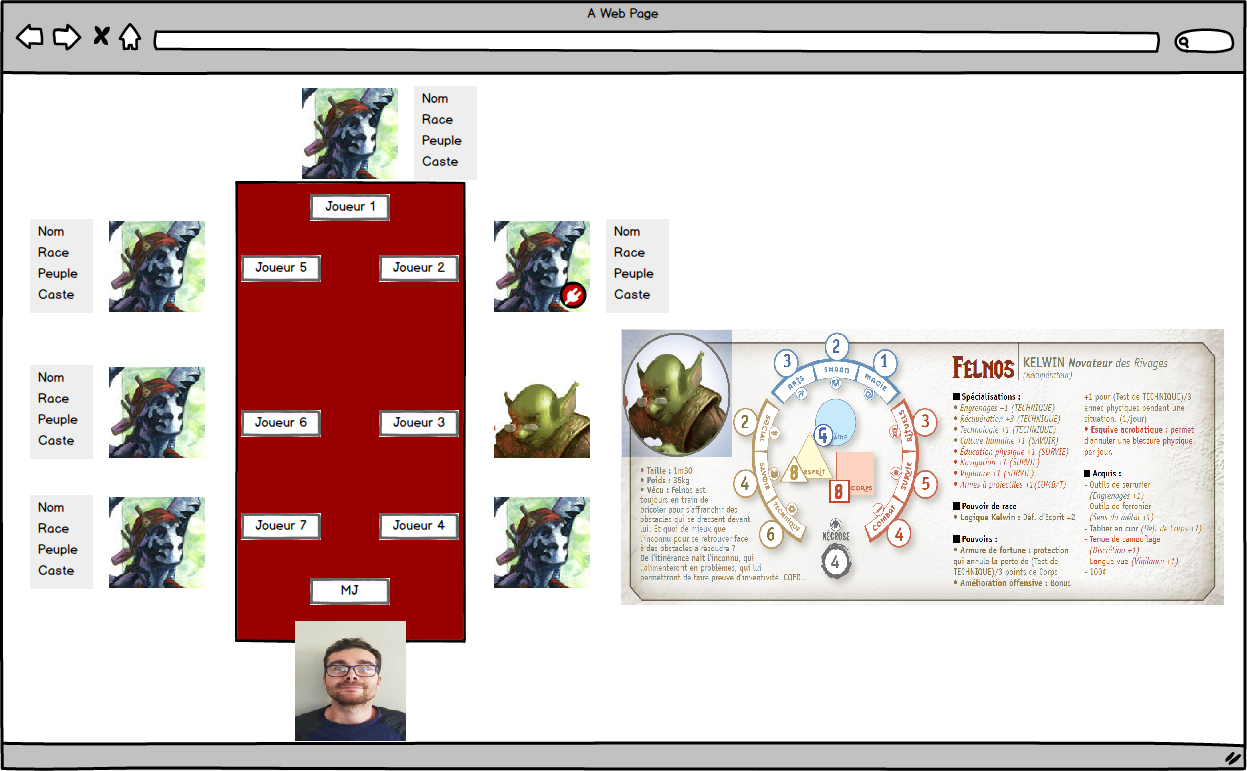 A Web Page
Nom
Race
Peuple
Caste
Joueur 1
Nom
Race
Peuple
Caste
Joueur 5
Joueur 2
Nom
Race
Peuple
Caste
Nom
Race
Peuple
Caste
Joueur 6
Joueur 3
Nom
Race
Peuple
Caste
Joueur 7
Joueur 4
MJ
2
3
1
ARTS
SHAAN
MAGIE
2
3
SOCIAL
RITUELS
4
5
SAVOIR
SURVIE
6
4
TECHNIQUE
COMBAT
ÂME
8
ESPRIT
8
CORPS
NÉCROSE
4
• Taille : 1m30
• Poids : 35kg
• Vécu : Felnos est
toujours en train de
bricoler pour s'affranchir des
obstacles qui se dressent devant
lui. Et quoi de mieux que
l'inconnu pour se retrouver face
à des obstacles à résoudre ?
De l'itinérance naît l'inconnu, qui
l'alimenteront en problèmes, qui lui
permettront de faire preuve d'inventivité. CQFD...
FELNOS
KELWIN Novateur des Rivages
(Récupérateur)
Spécialisations :
• Engrenages +1 (TECHNIQUE)
• Récupération +3 (TECHNIQUE)
• Technologie +1 (TECHNIQUE)
• Culture humaine +1 (SAVOIR)
• Éducation physique +1 (SURVIE)
• Navigation +1 (SURVIE)
• Vigilance +1 (SURVIE)
• Armes à projectiles +1 (COMBAT)
Pouvoir de race
• Logique Kelwin : Déf. d'Esprit +2
Pouvoirs :
• Armure de fortune : protection
qui annule la perte de (Test de
TECHNIQUE)/3 points de Corps
• Amélioration offensive : Bonus
+1 pour (Test de TECHNIQUE)/3
armes physiques pendant une
situation. (1/jour)
• Esquive acrobatique : permet
d'annuler une blessure physique
par jour.
Acquis :
- Outils de serrurier
(Engrenages +1)
- Outils de ferronier
(Sens du métal +1)
- Tablier en cuir (Déf. de Corps +1)
- Tenue de camouflage
(Discrétion +1)
- Longue vue (Vigilance +1)